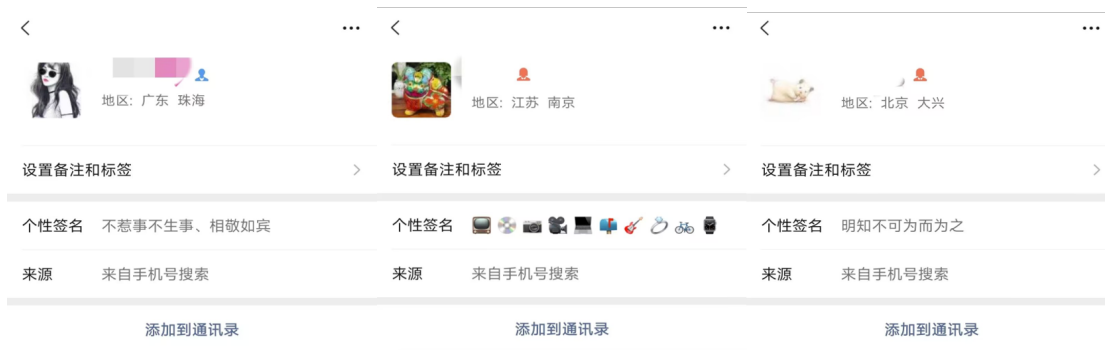 地区: 广东 珠海
设置备注和标签
个性签名 不惹事不生事、相敬如宾
来源 来自手机号搜索
添加到通讯录
地区: 江苏 南京
设置备注和标签
个性签名 📺💿📷🎥💻📫🎸💍🚲⌚
来源 来自手机号搜索
添加到通讯录
地区: 北京 大兴
设置备注和标签
个性签名 明知不可为而为之
来源 来自手机号搜索
添加到通讯录